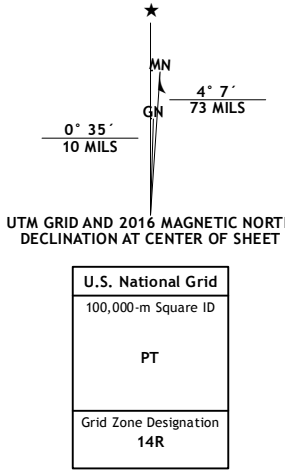 ★
MN
4° 7´
73 MILS
GN
0° 35´
10 MILS
UTM GRID AND 2016 MAGNETIC NORTH
DECLINATION AT CENTER OF SHEET
U.S. National Grid
100,000-m Square ID
PT
Grid Zone Designation
14R